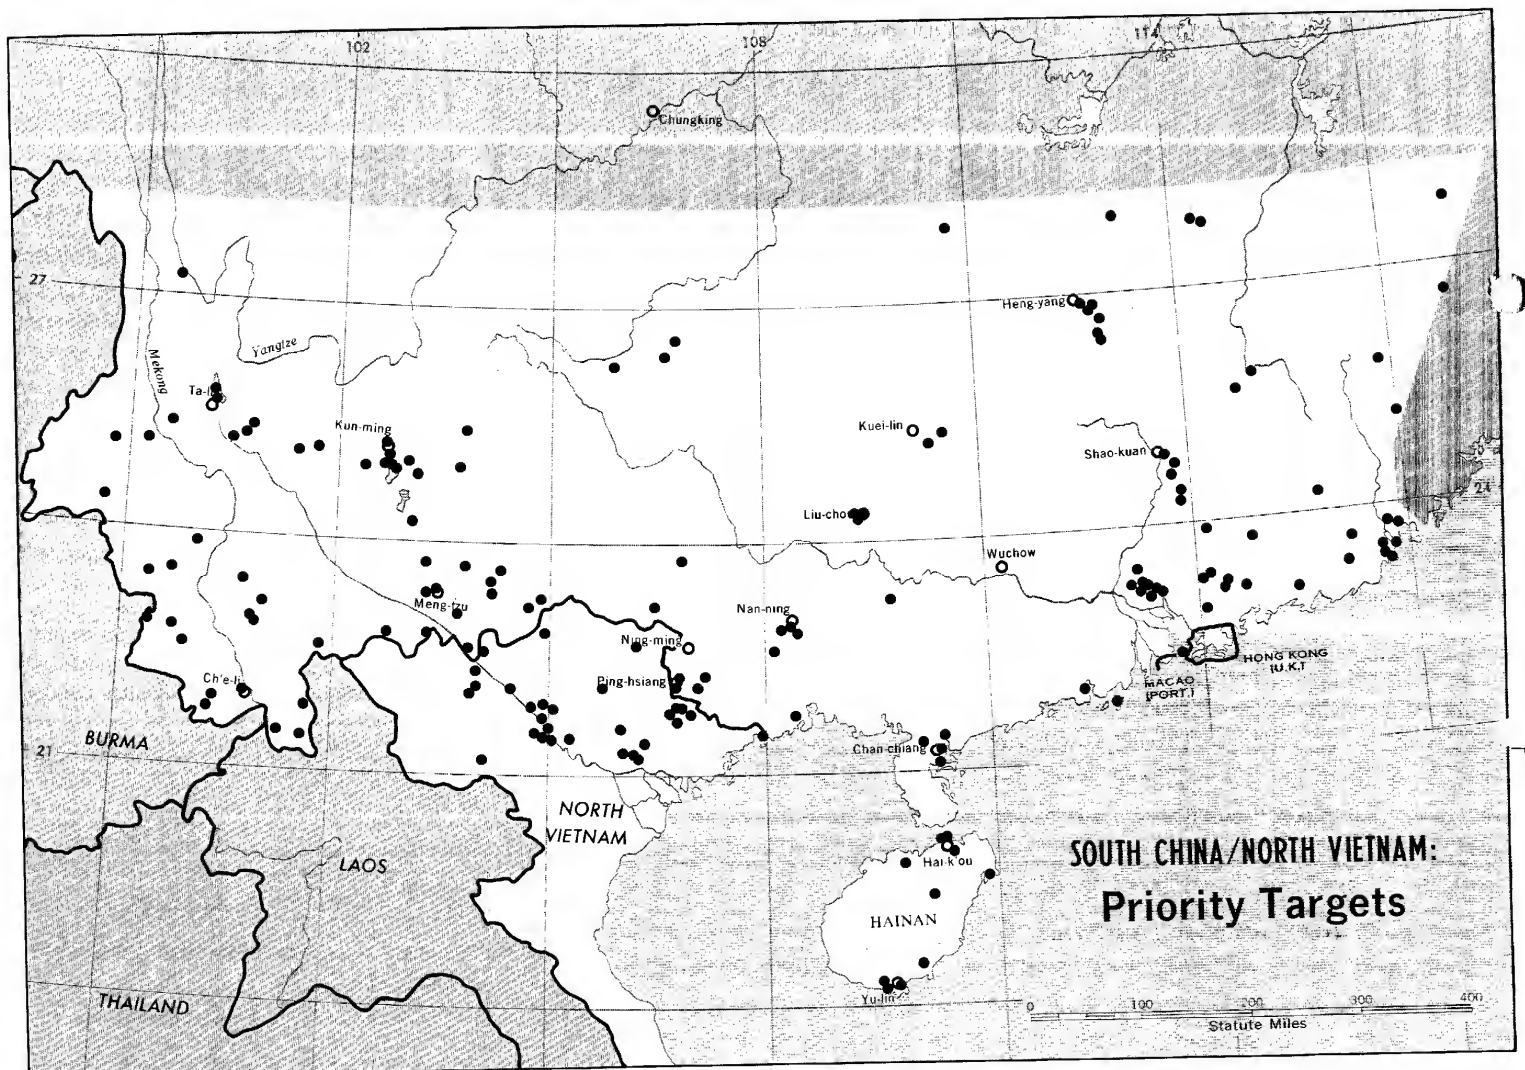 102
108
114
Chungking
27
Heng-yang
Mekong
Yangtze
Ta-li
Kun-ming
Kuei-lin
Shao-kuan
24
Liu-chou
Wuchow
Meng-tzu
Nan-ning
Ning-ming
Ch'e-li
Ping-hsiang
HONG KONG
(U.K.)
MACAO
(PORT.)
BURMA
21
Chan-chiang
NORTH
VIETNAM
LAOS
Hai-k'ou
HAINAN
SOUTH CHINA/NORTH VIETNAM:
Priority Targets
THAILAND
Yu-lin
0 100 200 300 400
Statute Miles